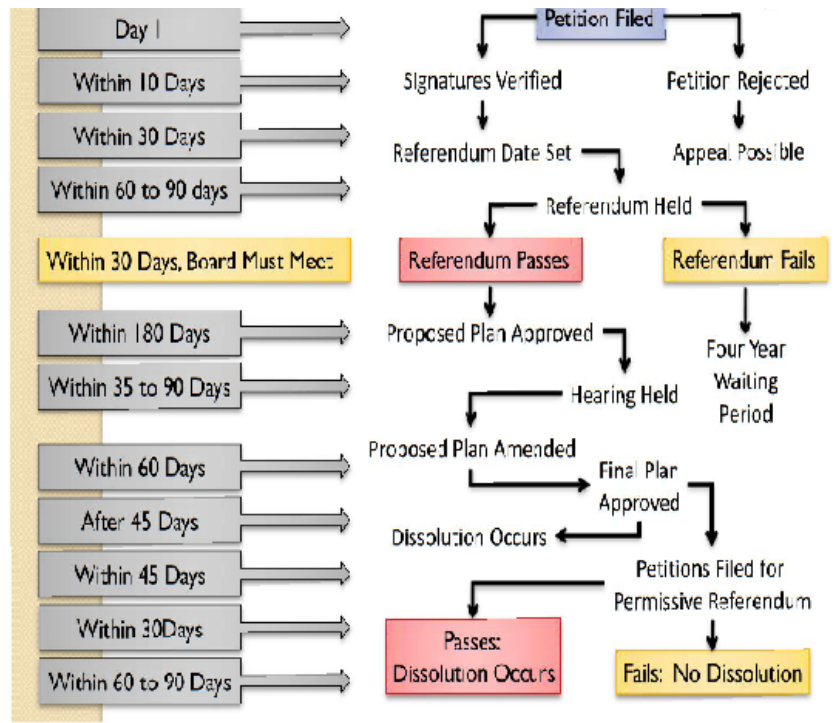 Day 1
Petition Filed
Within 10 Days
Signatures Verified
Petition Rejected
Within 30 Days
Referendum Date Set
Appeal Possible
Within 60 to 90 days
Referendum Held
Within 30 Days, Board Must Meet
Referendum Passes
Referendum Fails
Within 180 Days
Proposed Plan Approved
Four Year
Waiting
Period
Within 35 to 90 Days
Hearing Held
Proposed Plan Amended
Within 60 Days
Final Plan
Approved
After 45 Days
Dissolution Occurs
Within 45 Days
Petitions Filed for
Permissive Referendum
Within 30Days
Passes:
Dissolution Occurs
Within 60 to 90 Days
Fails: No Dissolution